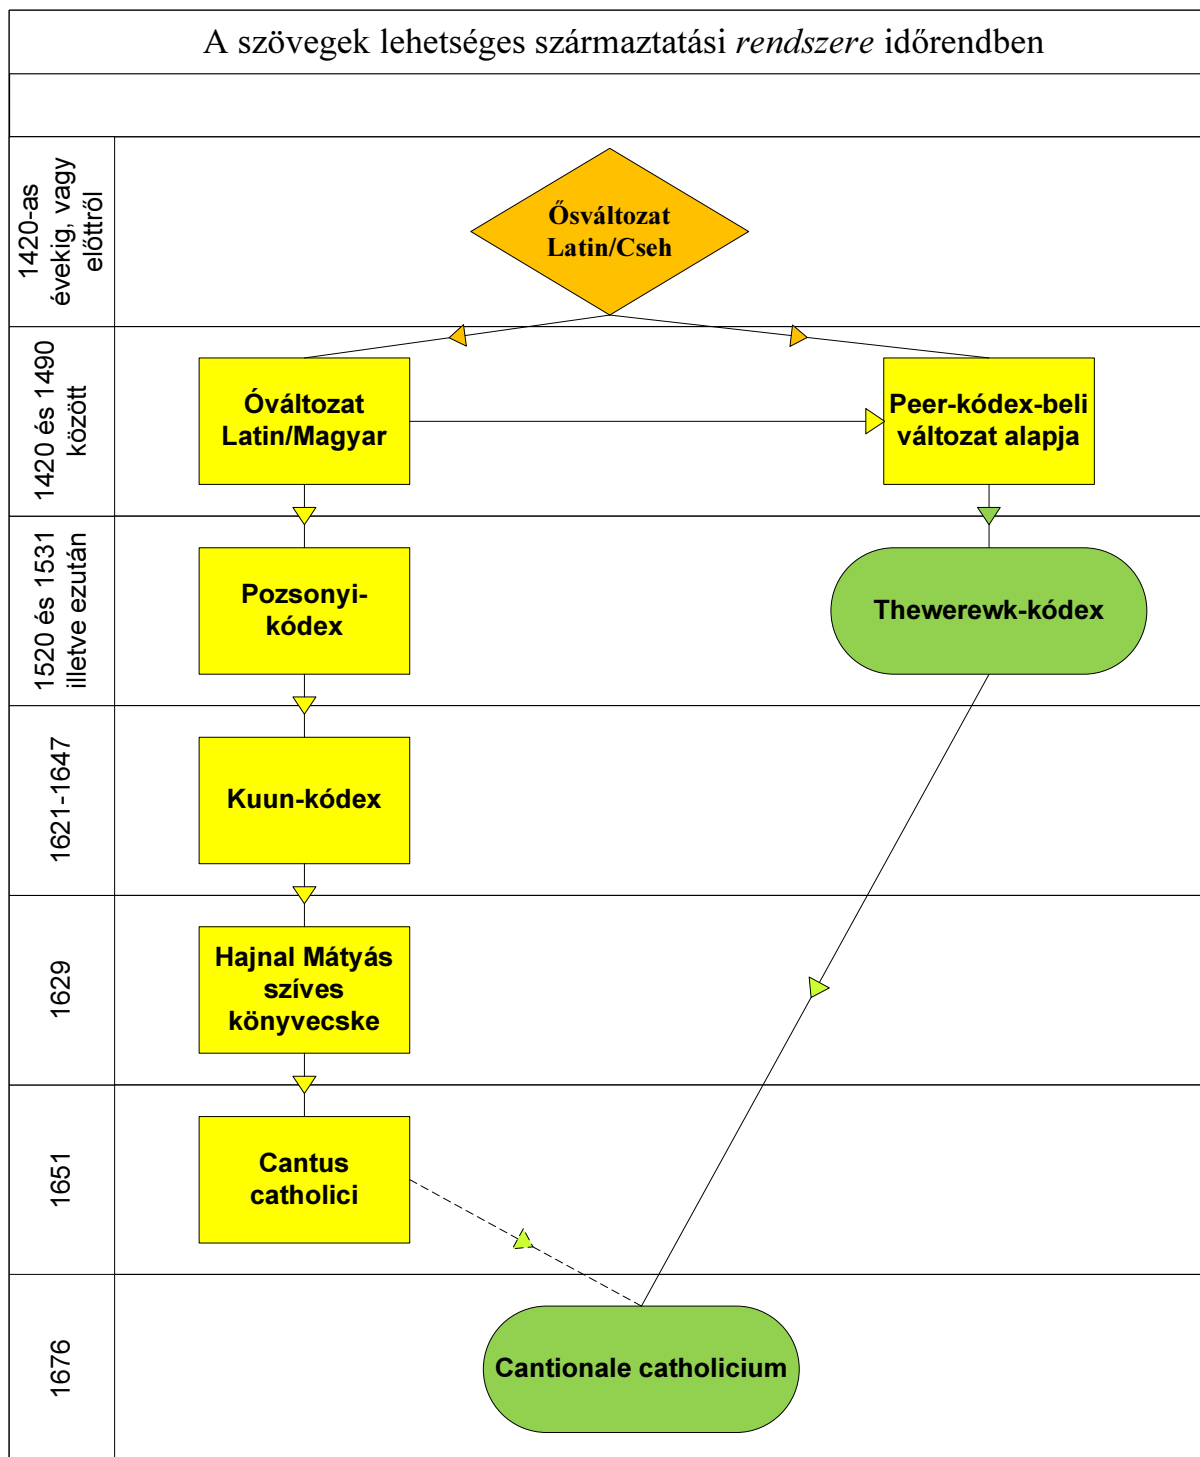 A szövegek lehetséges származtatási rendszere időrendben
1420-as
évekig, vagy
előttről
Ősváltozat
Latin/Cseh
1420 és 1490
között
Óváltozat
Latin/Magyar
Peer-kódex-beli
változat alapja
1520 és 1531
illetve ezután
Pozsonyi-
kódex
Thewerewk-kódex
1621-1647
Kuun-kódex
1629
Hajnal Mátyás
szíves
könyvecske
1651
Cantus
catholici
1676
Cantionale catholicium